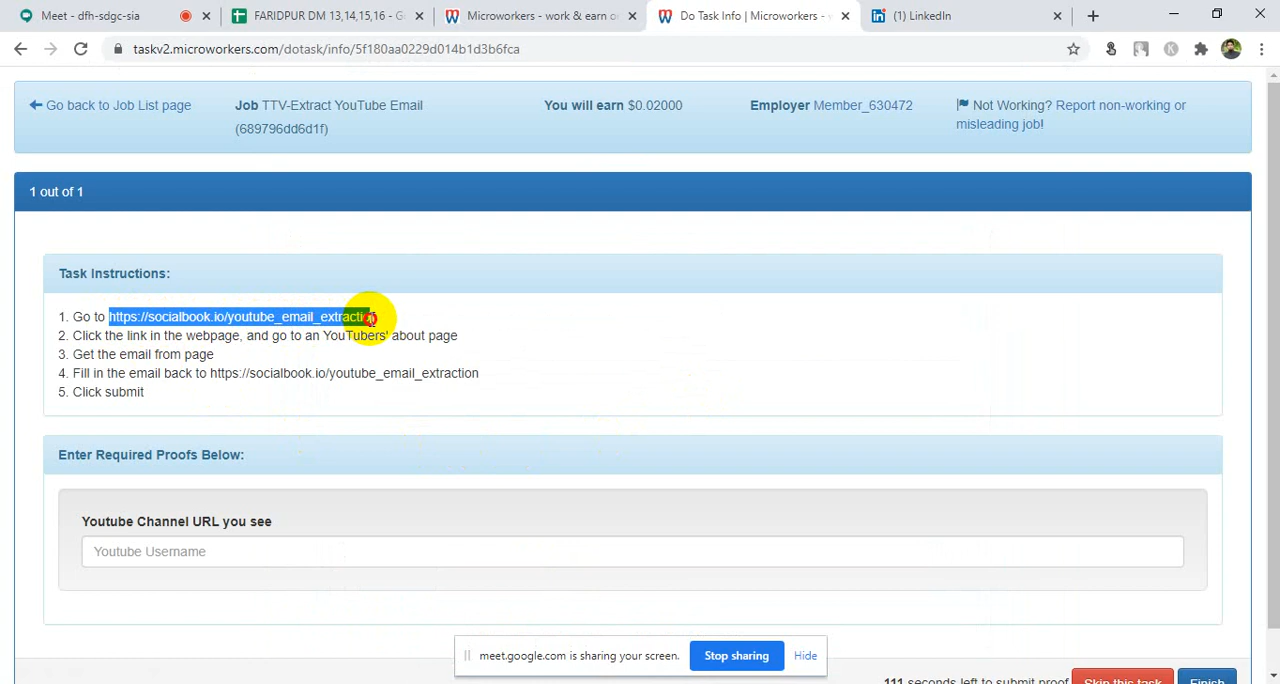 Meet - dfh-sdgc-sia
FARIDPUR DM 13,14,15,16 - G
Microworkers - work & earn o
Do Task Info | Microworkers -
(1) LinkedIn
taskv2.microworkers.com/dotask/info/5f180aa0229d014b1d3b6fca
Go back to Job List page
Job TTV-Extract YouTube Email
(689796dd6d1f)
You will earn $0.02000
Employer Member_630472
Not Working? Report non-working or
misleading job!
1 out of 1
Task Instructions:
1. Go to https://socialbook.io/youtube_email_extraction
2. Click the link in the webpage, and go to an YouTubers' about page
3. Get the email from page
4. Fill in the email back to https://socialbook.io/youtube_email_extraction
5. Click submit
Enter Required Proofs Below:
Youtube Channel URL you see
Youtube Username
meet.google.com is sharing your screen.
Stop sharing
Hide
111 seconds left to submit proof
Skip this task
Finish